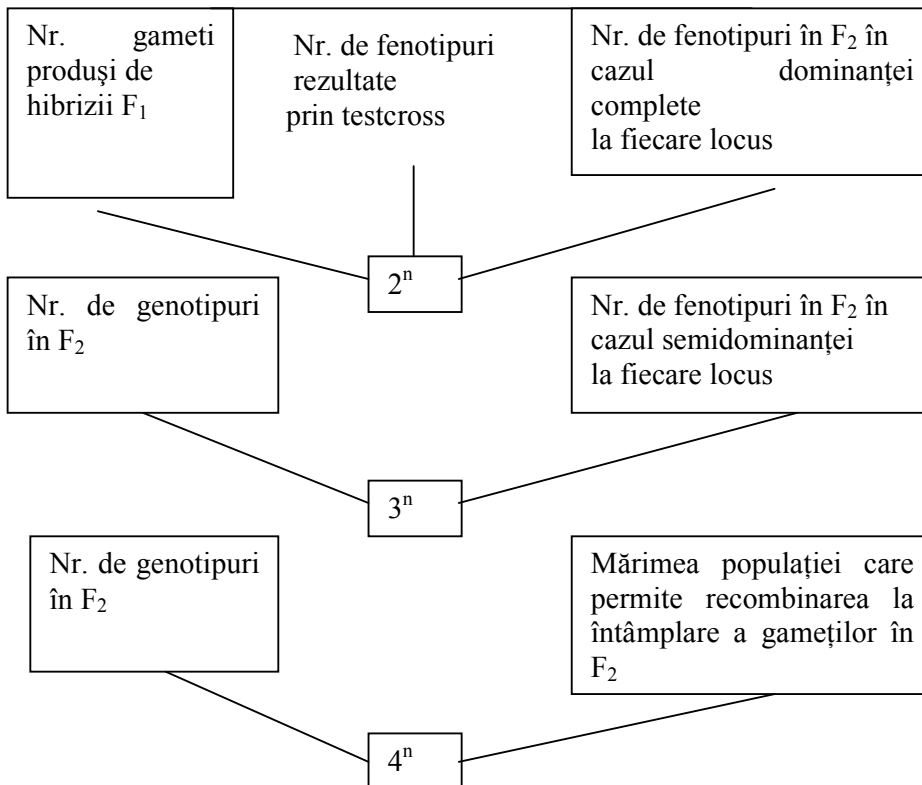 Nr. gameti
produşi de
hibrizii F₁
Nr. de fenotipuri
rezultate
prin testcross
Nr. de fenotipuri în F₂ în
cazul dominanței
complete
la fiecare locus
2ⁿ
Nr. de genotipuri
în F₂
Nr. de fenotipuri în F₂ în
cazul semidominanței
la fiecare locus
3ⁿ
Nr. de genotipuri
în F₂
Mărimea populației care
permite recombinarea la
întâmplare a gameților în
F₂
4ⁿ